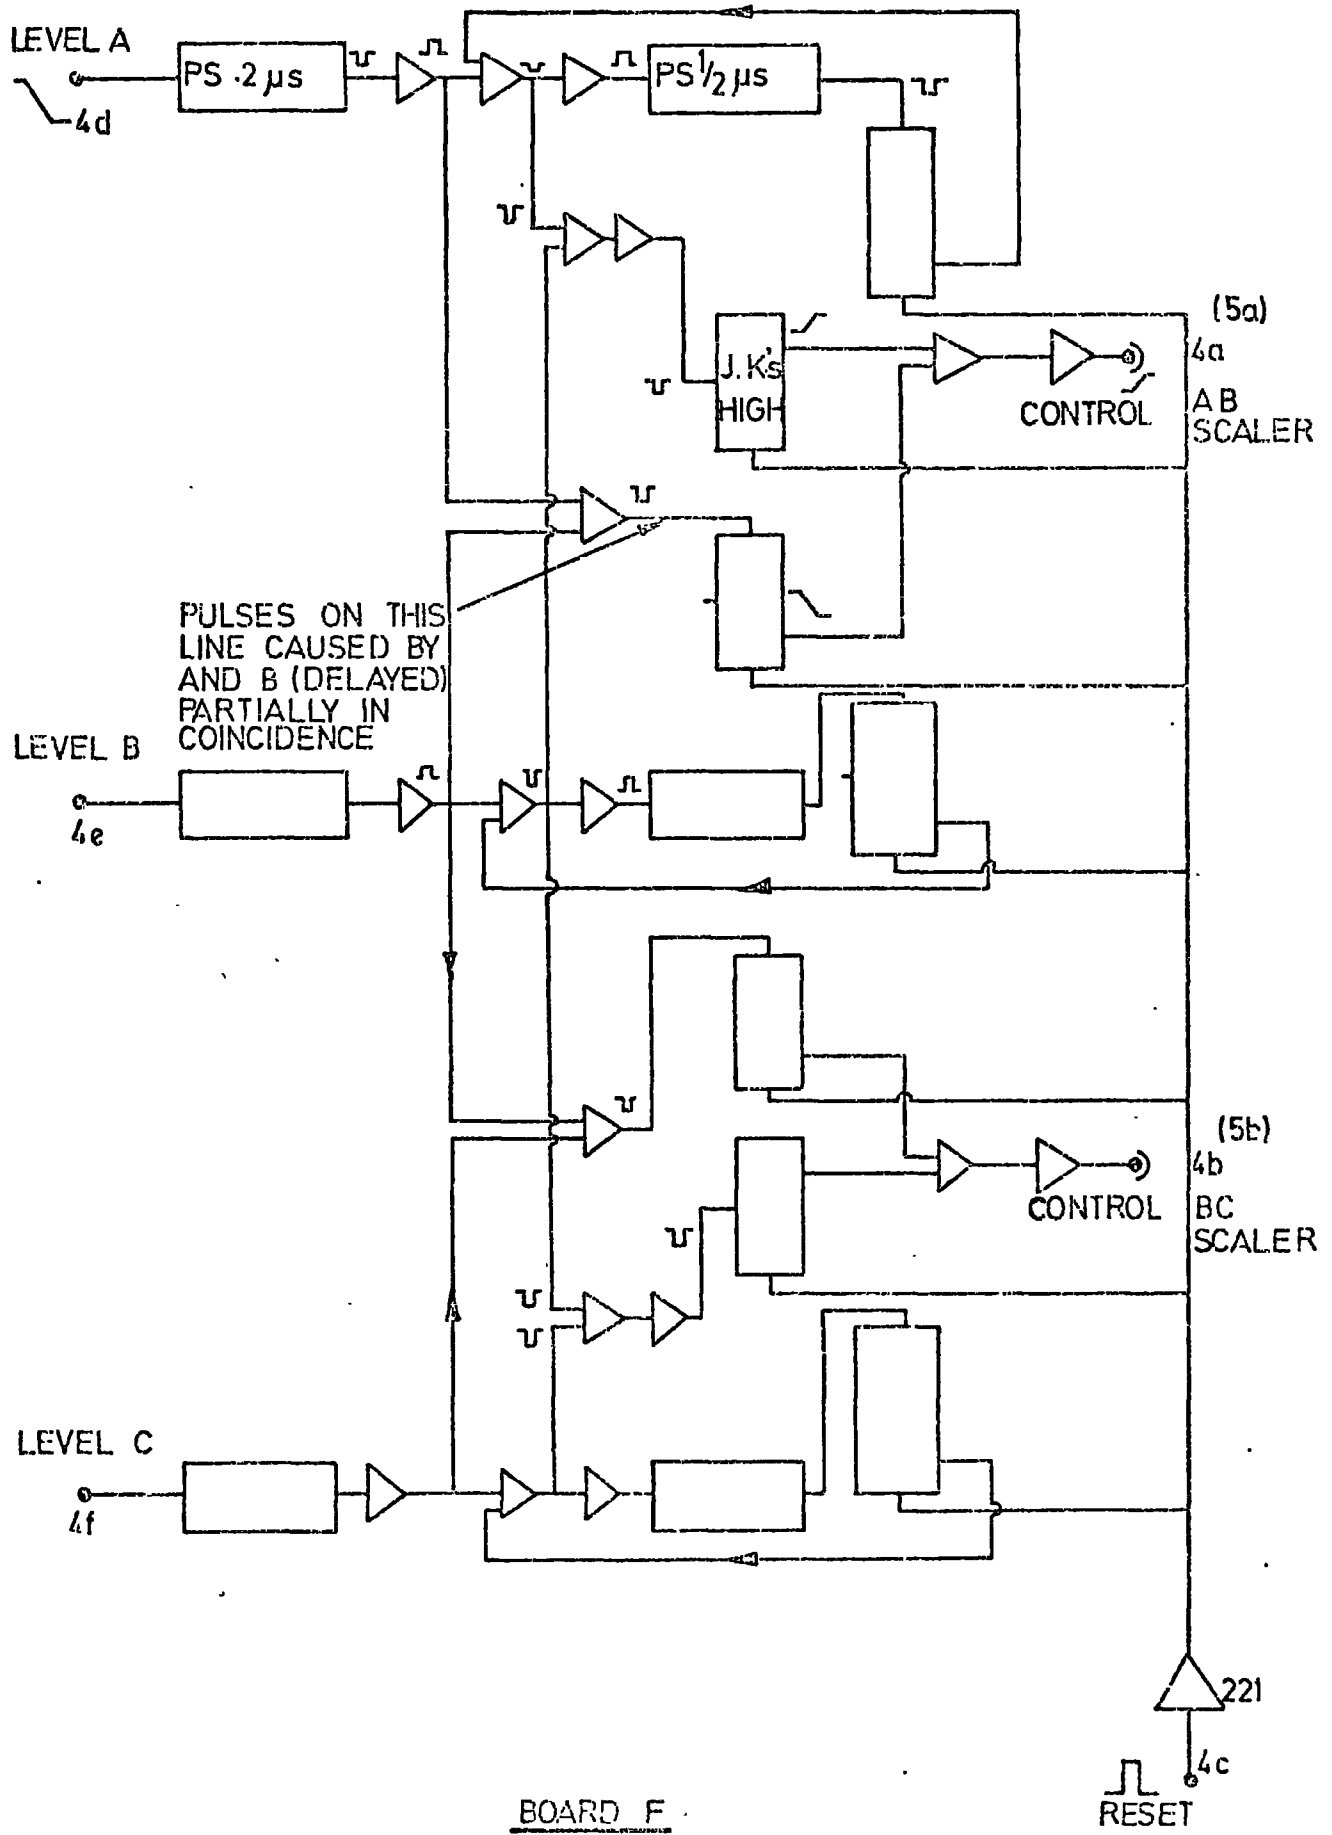 LEVEL A
PS .2 µs
PS 1/2 µs
4d
(5a)
4a
J.K's
HIGH
CONTROL
AB
SCALER
PULSES ON THIS
LINE CAUSED BY
AND B (DELAYED)
PARTIALLY IN
COINCIDENCE
LEVEL B
4e
(5b)
4b
CONTROL
BC
SCALER
LEVEL C
4f
221
4c
RESET
BOARD F